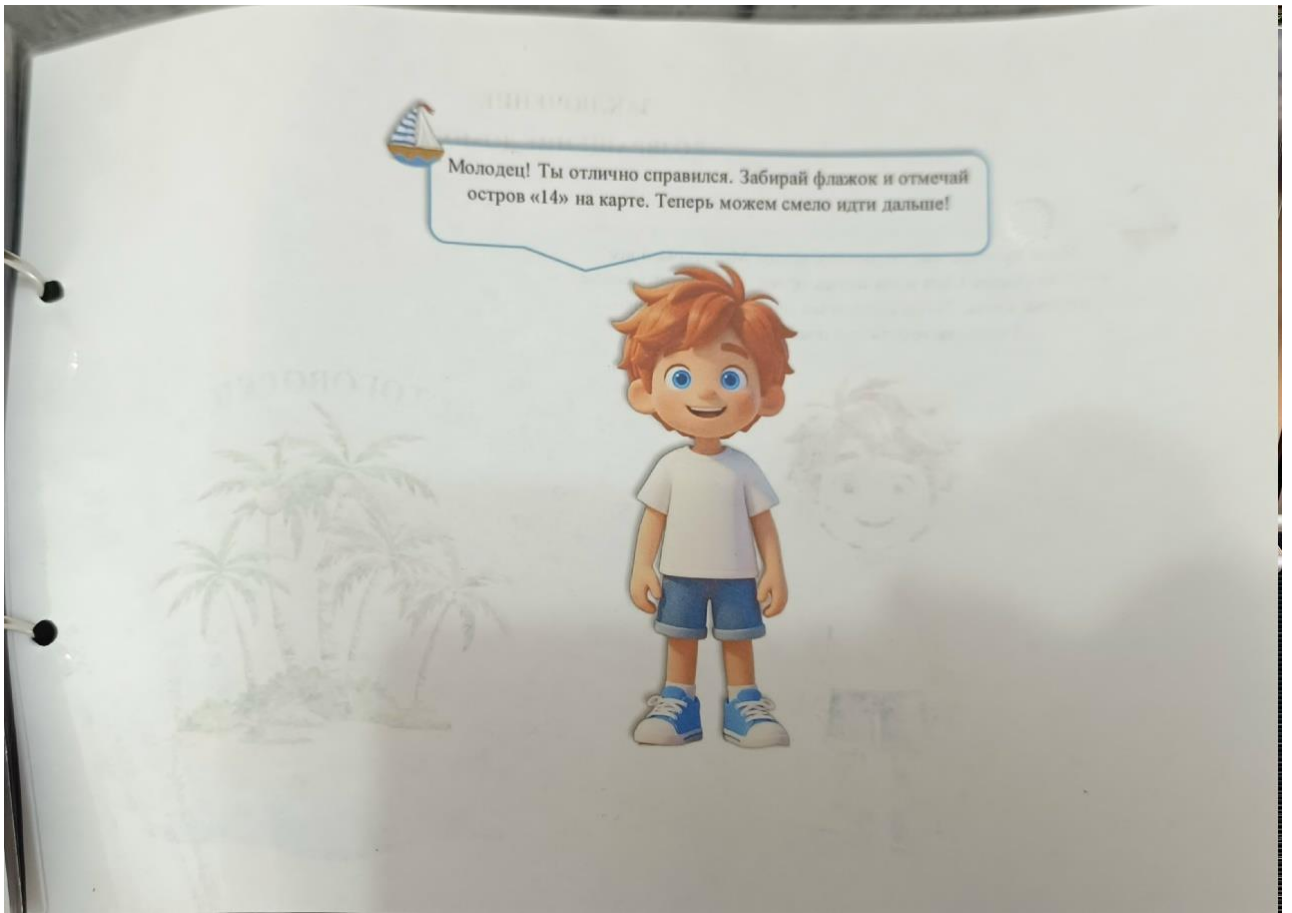 Молодец! Ты отлично справился. Забирай флажок и отмечай
остров «14» на карте. Теперь можем смело идти дальше!